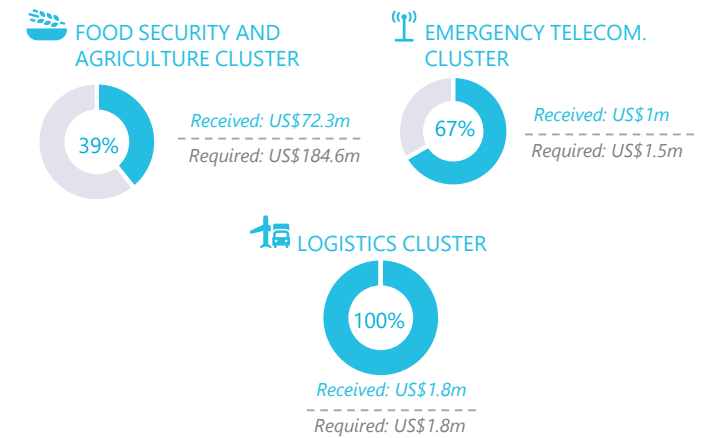 FOOD SECURITY AND
AGRICULTURE CLUSTER
39%
Received: US$72.3m
Required: US$184.6m
EMERGENCY TELECOM.
CLUSTER
67%
Received: US$1m
Required: US$1.5m
LOGISTICS CLUSTER
100%
Received: US$1.8m
Required: US$1.8m